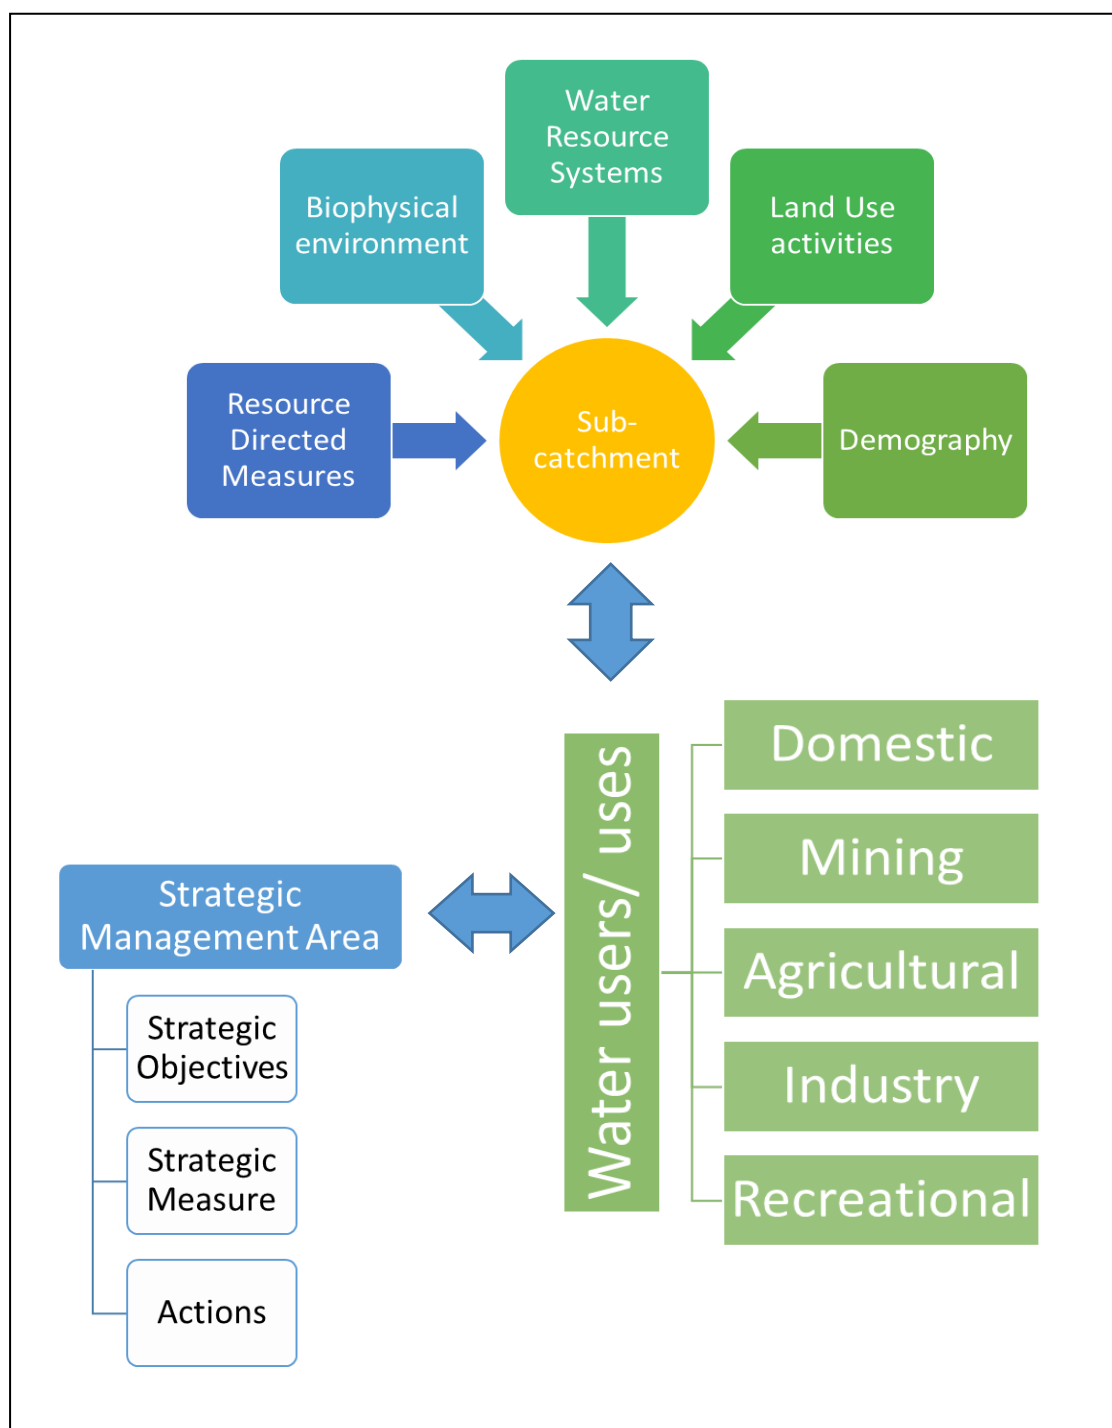 Water
Resource
Systems
Biophysical
environment
Land Use
activities
Resource
Directed
Measures
Sub-
catchment
Demography
Water users/ uses
Domestic
Mining
Agricultural
Industry
Recreational
Strategic
Management Area
Strategic
Objectives
Strategic
Measure
Actions